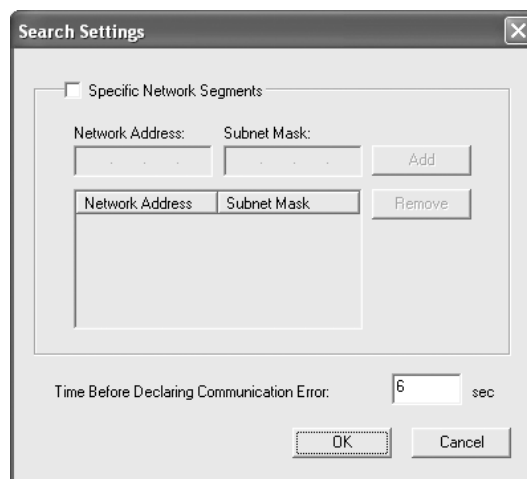 Search Settings
Specific Network Segments
Network Address: Subnet Mask:
Add
Network Address Subnet Mask
Remove
Time Before Declaring Communication Error: 6 sec
OK Cancel